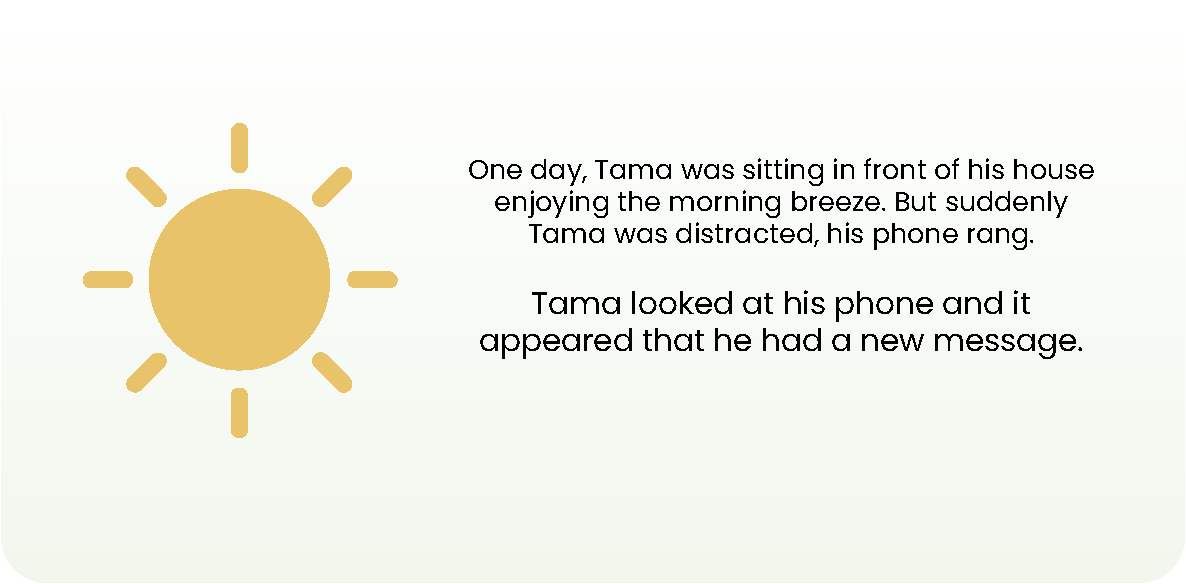 One day, Tama was sitting in front of his house
enjoying the morning breeze. But suddenly
Tama was distracted, his phone rang.
Tama looked at his phone and it
appeared that he had a new message.